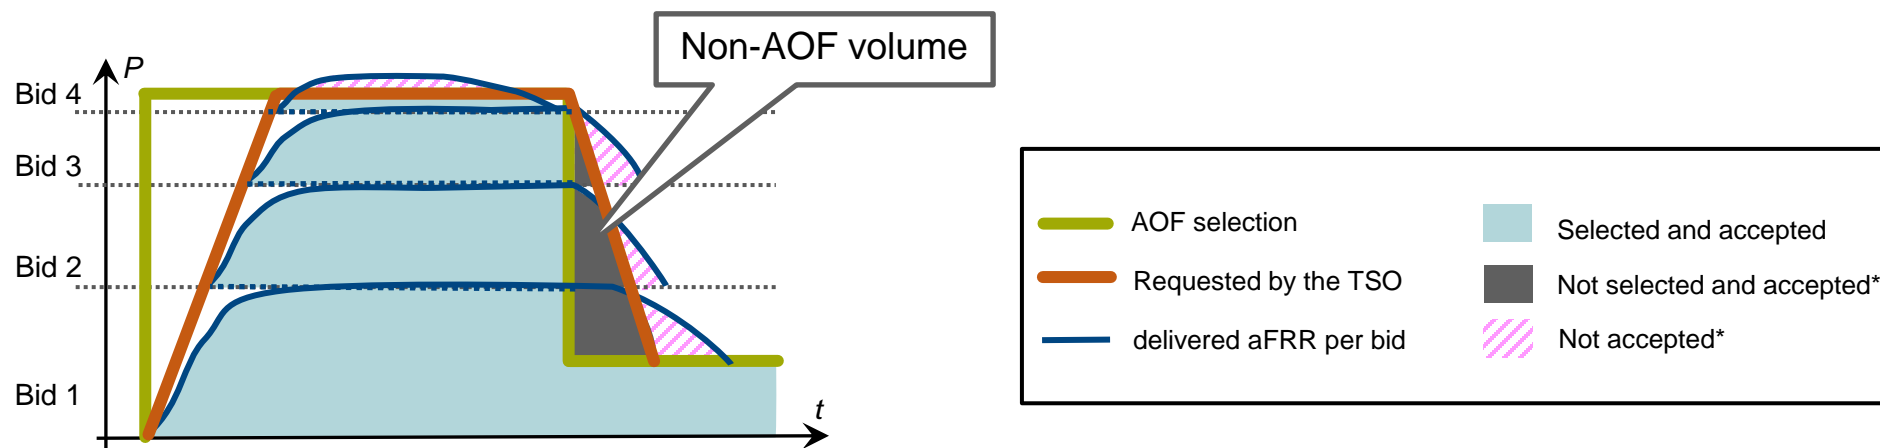 Non-AOF volume
P
Bid 4
Bid 3
Bid 2
Bid 1
t
AOF selection
Requested by the TSO
delivered aFRR per bid
Selected and accepted
Not selected and accepted*
Not accepted*